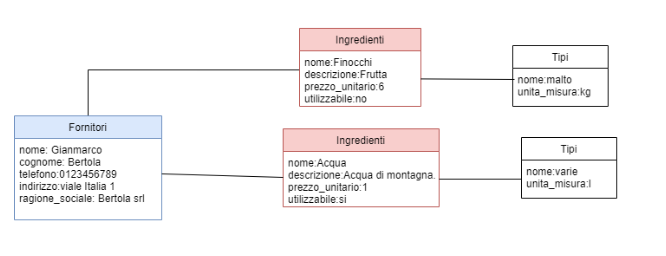 Ingredienti
nome:Finocchi
descrizione:Frutta
prezzo_unitario:6
utilizzabile:no
Tipi
nome:malto
unita_misura:kg
Fornitori
nome: Gianmarco
cognome: Bertola
telefono:0123456789
indirizzo:viale Italia 1
ragione_sociale: Bertola srl
Ingredienti
nome:Acqua
descrizione:Acqua di montagna.
prezzo_unitario:1
utilizzabile:si
Tipi
nome:varie
unita_misura:l